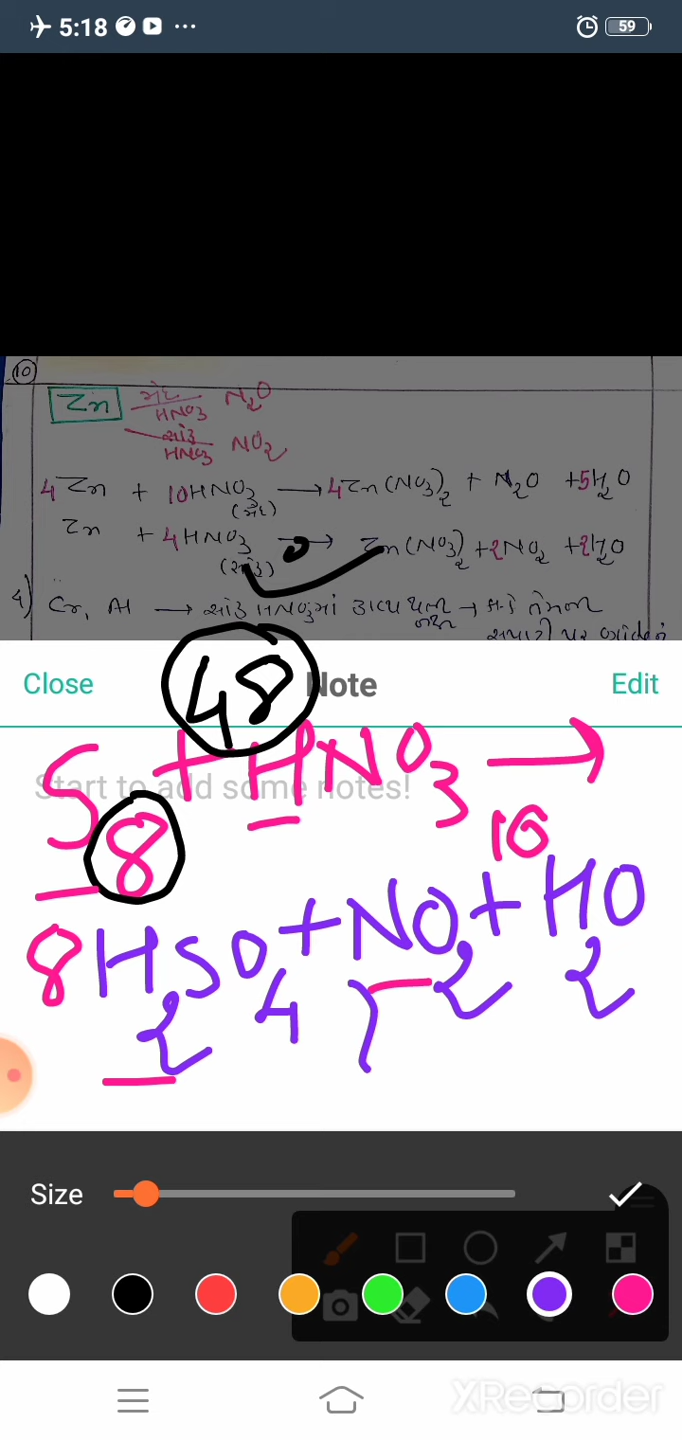 5:18 ...
59
10
Zn મંદ HNO3 N2O
સાંદ્ર HNO3 NO2
4Zn + 10HNO3 → 4Zn(NO3)2 + N2O +5H2O
(મંદ)
Zn + 4HNO3 → Zn(NO3)2 +2NO2 +2H2O
(સાંદ્ર)
4) Cr, Al → સાંદ્ર HNO3માં
Close 48 Note Edit
Start to add some notes!
S8 + HNO3 →
16
8H2SO4 + NO2 + H2O
Size
XRecorder